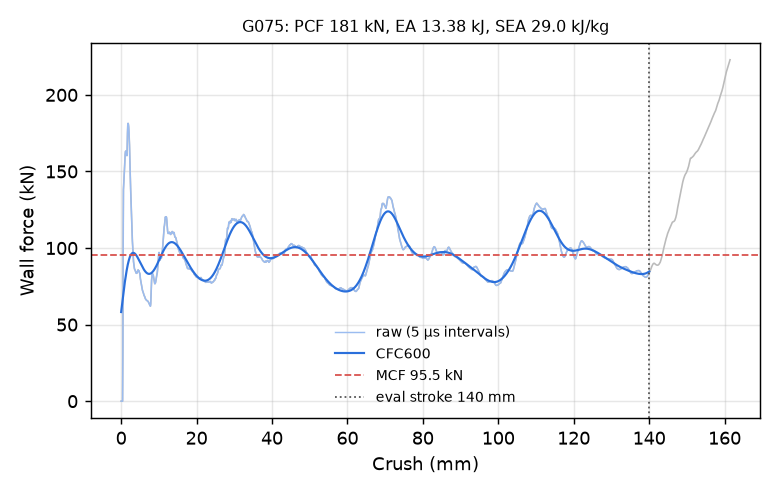 G075: PCF 181 kN, EA 13.38 kJ, SEA 29.0 kJ/kg
Wall force (kN)
200
150
100
50
0
raw (5 µs intervals)
CFC600
MCF 95.5 kN
eval stroke 140 mm
0 20 40 60 80 100 120 140 160
Crush (mm)